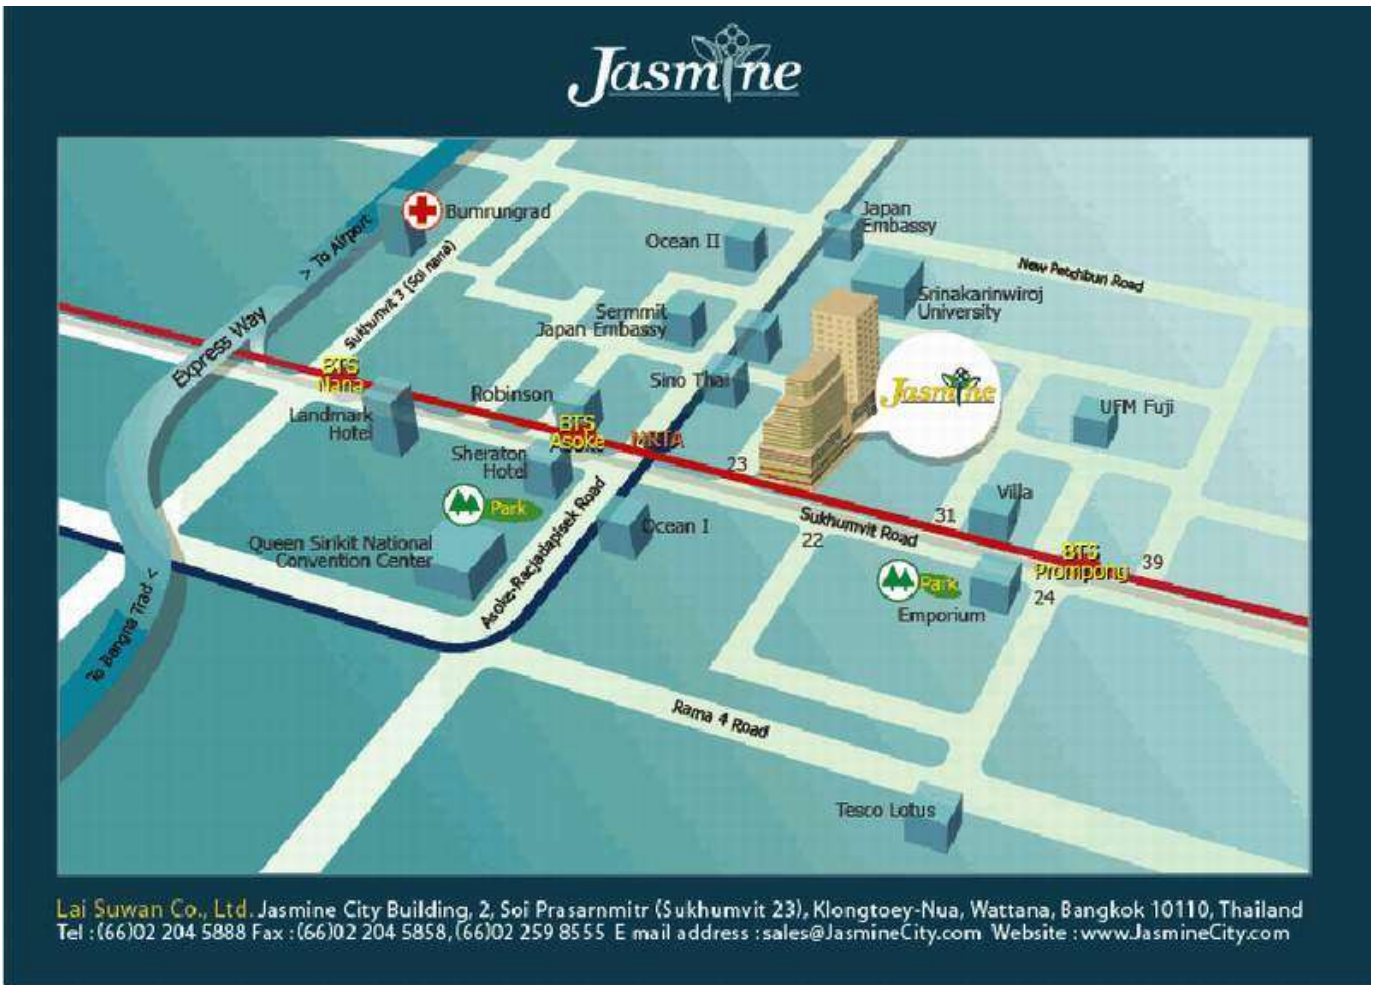 Jasmine
Bumrungrad
Japan
Embassy
Ocean II
> To Airport
Sukhumvit 3 (Soi nana)
New Petchburi Road
Srinakarinwiroj
University
Sermmit
Japan Embassy
Express Way
BTS
Nana
Sino Thai
Jasmine
Robinson
Landmark
Hotel
UFM Fuji
BTS
Asoke
MRTA
Sheraton
Hotel
23
Villa
Park
Asoke-Racjadapisek Road
Ocean I
Sukhumvit Road
31
22
Queen Sirikit National
Convention Center
BTS
Prompong
39
Park
24
Emporium
To Bangna Trad <
Rama 4 Road
Tesco Lotus
Lai Suwan Co., Ltd. Jasmine City Building, 2, Soi Prasarnmitr (Sukhumvit 23), Klongtoey-Nua, Wattana, Bangkok 10110, Thailand
Tel :(66)02 204 5888 Fax :(66)02 204 5858,(66)02 259 8555 E mail address :sales@JasmineCity.com Website :www.JasmineCity.com